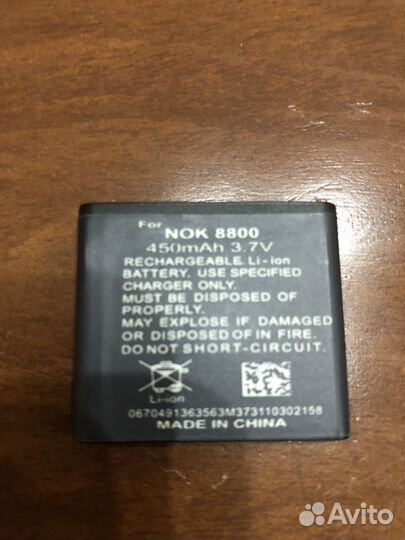 For
NOK 8800
450mAh 3.7V
RECHARGEABLE Li-ion
BATTERY. USE SPECIFIED
CHARGER ONLY.
MUST BE DISPOSED OF
PROPERLY.
MAY EXPLODE IF DAMAGED
OR DISPOSED OF IN FIRE.
DO NOT SHORT-CIRCUIT.
Li-ion
0670491363563M373110302158
MADE IN CHINA
Avito